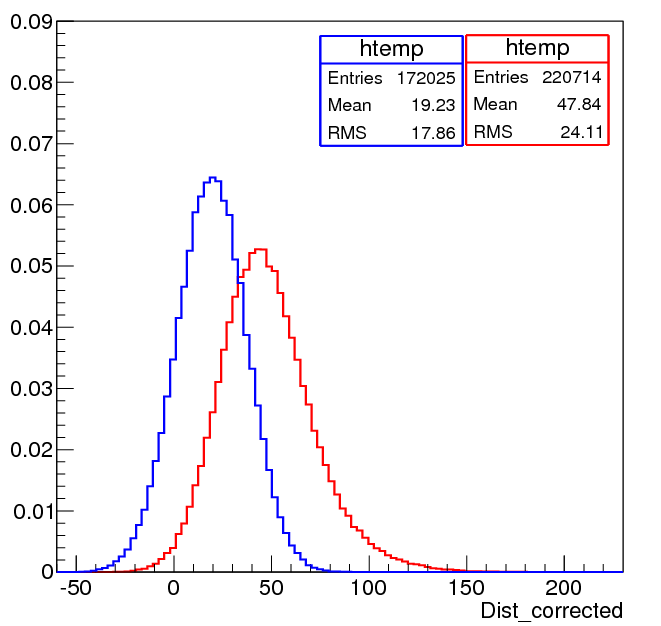 0.09
0.08
0.07
0.06
0.05
0.04
0.03
0.02
0.01
0
htemp
Entries 172025
Mean 19.23
RMS 17.86
htemp
Entries 220714
Mean 47.84
RMS 24.11
-50 0 50 100 150 200
Dist_corrected